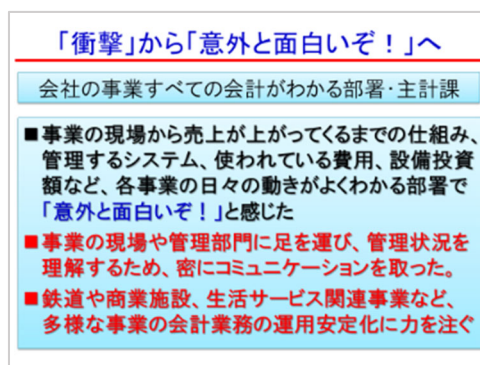 「衝撃」から「意外と面白いぞ！」へ
会社の事業すべての会計がわかる部署・主計課
■事業の現場から売上が上がってくるまでの仕組み、
管理するシステム、使われている費用、設備投資
額など、各事業の日々の動きがよくわかる部署で
「意外と面白いぞ！」と感じた
■事業の現場や管理部門に足を運び、管理状況を
理解するため、密にコミュニケーションを取った。
■鉄道や商業施設、生活サービス関連事業など、
多様な事業の会計業務の運用安定化に力を注ぐ